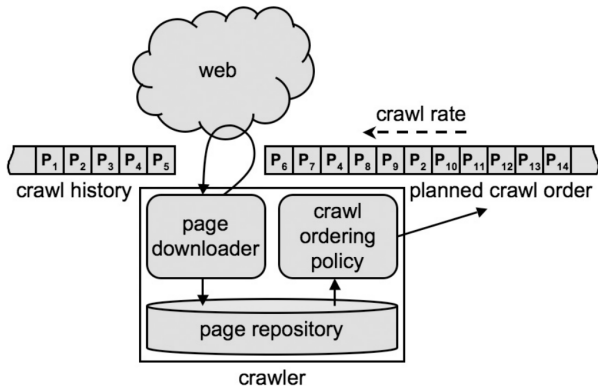 web
crawl rate
P1 P2 P3 P4 P5
P6 P7 P4 P8 P9 P2 P10 P11 P12 P13 P14
crawl history
planned crawl order
page
downloader
crawl
ordering
policy
page repository
crawler